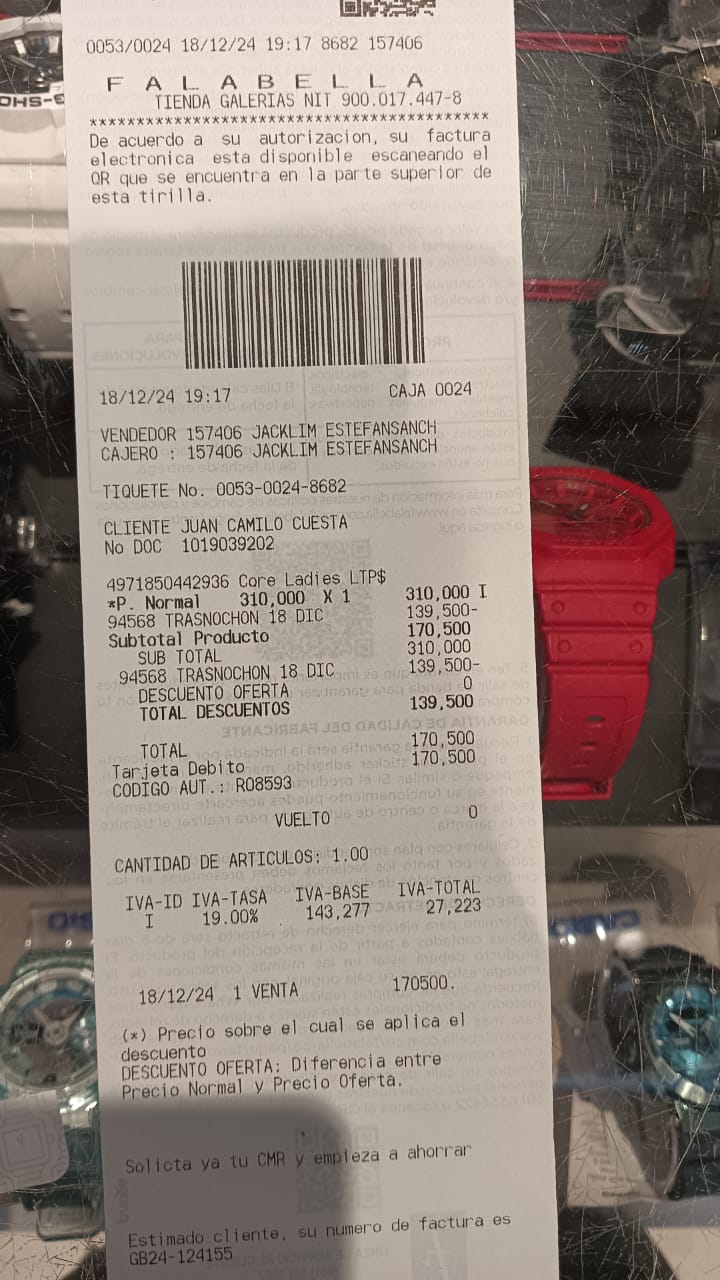 0053/0024 18/12/24 19:17 8682 157406
F A L A B E L L A
TIENDA GALERIAS NIT 900.017.447-8
********************************************
De acuerdo a su autorizacion, su factura
electronica esta disponible escaneando el
QR que se encuentra en la parte superior de
esta tirilla.
18/12/24 19:17 CAJA 0024
VENDEDOR 157406 JACKLIM ESTEFANSANCH
CAJERO : 157406 JACKLIM ESTEFANSANCH
TIQUETE No. 0053-0024-8682
CLIENTE JUAN CAMILO CUESTA
No DOC 1019039202
4971850442936 Core Ladies LTP$
*P. Normal 310,000 X 1 310,000 I
94568 TRASNOCHON 18 DIC 139,500-
Subtotal Producto 170,500
SUB TOTAL 310,000
94568 TRASNOCHON 18 DIC 139,500-
DESCUENTO OFERTA 0
TOTAL DESCUENTOS 139,500
TOTAL 170,500
Tarjeta Debito 170,500
CODIGO AUT.: R08593
VUELTO 0
CANTIDAD DE ARTICULOS: 1.00
IVA-ID IVA-TASA IVA-BASE IVA-TOTAL
I 19.00% 143,277 27,223
18/12/24 1 VENTA 170500.
(*) Precio sobre el cual se aplica el
descuento
DESCUENTO OFERTA: Diferencia entre
Precio Normal y Precio Oferta.
Solicta ya tu CMR y empieza a ahorrar
Estimado cliente, su numero de factura es
GB24-124155